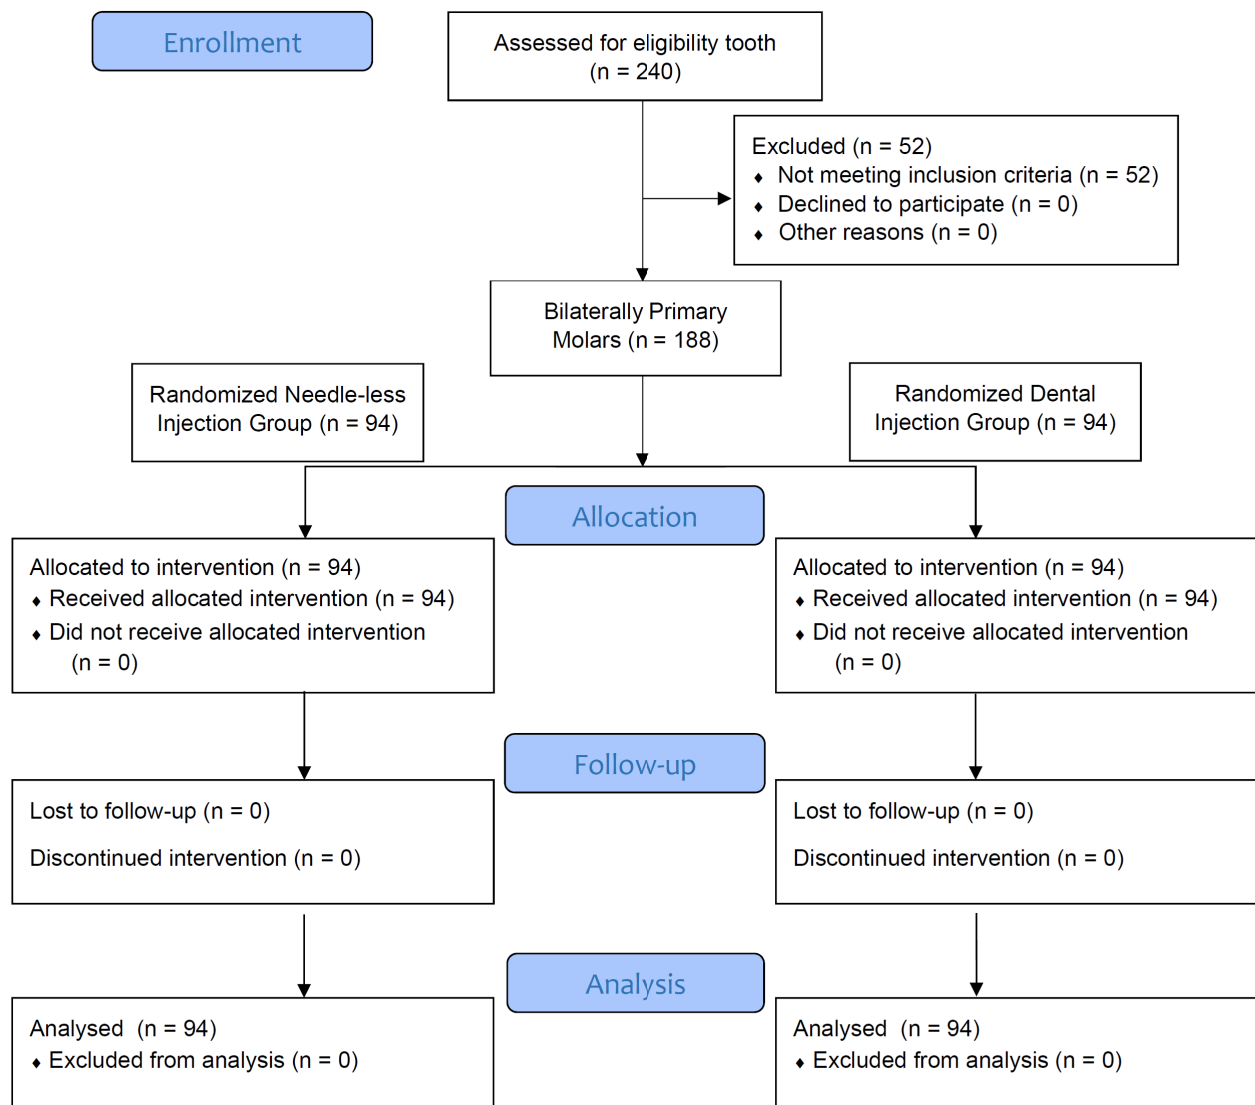 Enrollment
Assessed for eligibility tooth
(n = 240)
Excluded (n = 52)
♦ Not meeting inclusion criteria (n = 52)
♦ Declined to participate (n = 0)
♦ Other reasons (n = 0)
Bilaterally Primary
Molars (n = 188)
Randomized Needle-less
Injection Group (n = 94)
Randomized Dental
Injection Group (n = 94)
Allocation
Allocated to intervention (n = 94)
♦ Received allocated intervention (n = 94)
♦ Did not receive allocated intervention
(n = 0)
Allocated to intervention (n = 94)
♦ Received allocated intervention (n = 94)
♦ Did not receive allocated intervention
(n = 0)
Follow-up
Lost to follow-up (n = 0)
Discontinued intervention (n = 0)
Lost to follow-up (n = 0)
Discontinued intervention (n = 0)
Analysis
Analysed (n = 94)
♦ Excluded from analysis (n = 0)
Analysed (n = 94)
♦ Excluded from analysis (n = 0)